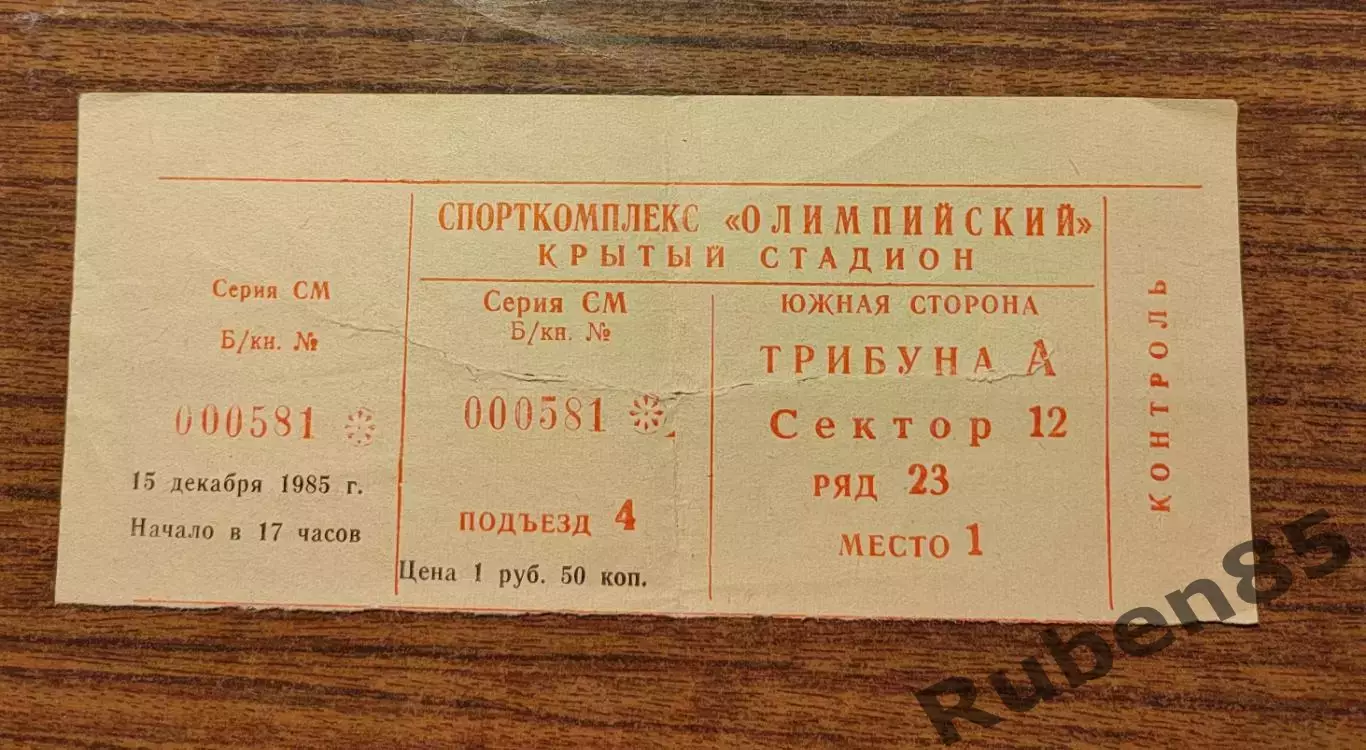 СПОРТКОМПЛЕКС «ОЛИМПИЙСКИЙ»
КРЫТЫЙ СТАДИОН
Серия СМ
Б/кн. №
000581
15 декабря 1985 г.
Начало в 17 часов
Серия СМ
Б/кн. №
000581
ПОДЪЕЗД 4
Цена 1 руб. 50 коп.
ЮЖНАЯ СТОРОНА
ТРИБУНА А
Сектор 12
РЯД 23
МЕСТО 1
КОНТРОЛЬ
Ruben85